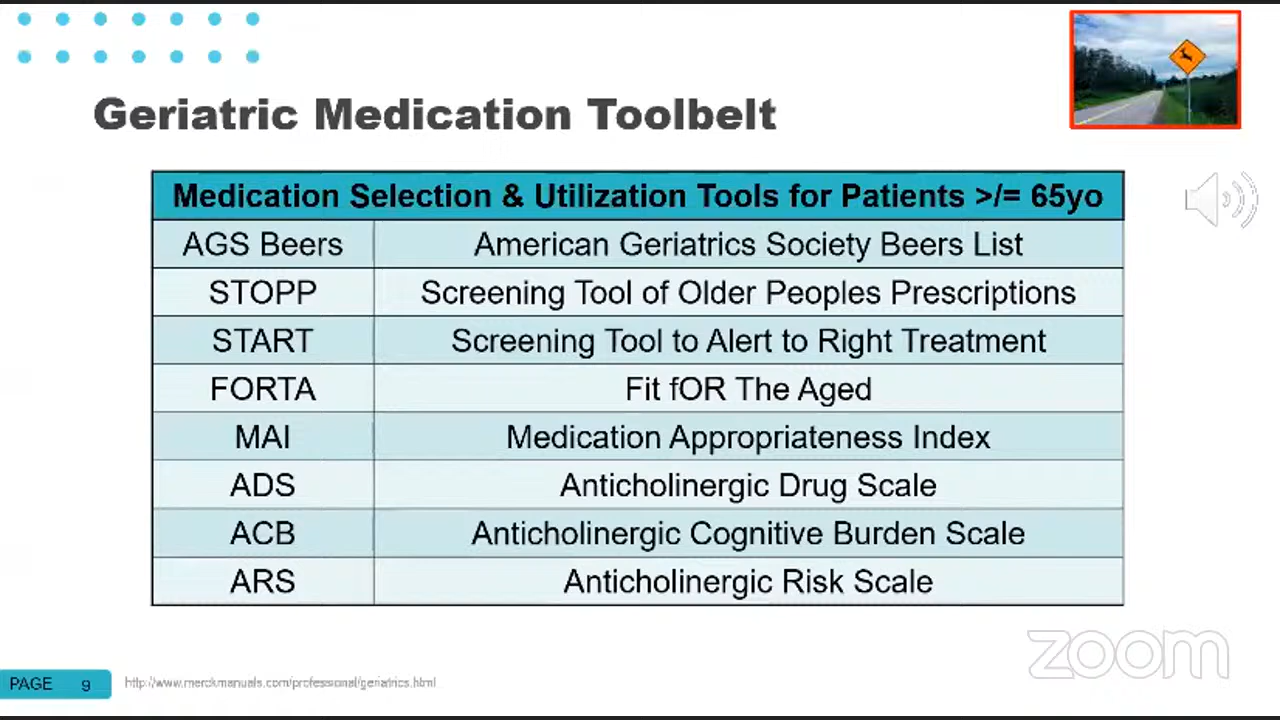 Geriatric Medication Toolbelt
Medication Selection & Utilization Tools for Patients >/= 65yo
AGS Beers American Geriatrics Society Beers List
STOPP Screening Tool of Older Peoples Prescriptions
START Screening Tool to Alert to Right Treatment
FORTA Fit fOR The Aged
MAI Medication Appropriateness Index
ADS Anticholinergic Drug Scale
ACB Anticholinergic Cognitive Burden Scale
ARS Anticholinergic Risk Scale
zoom
PAGE 9 http://www.merckmanuals.com/professional/geriatrics.html